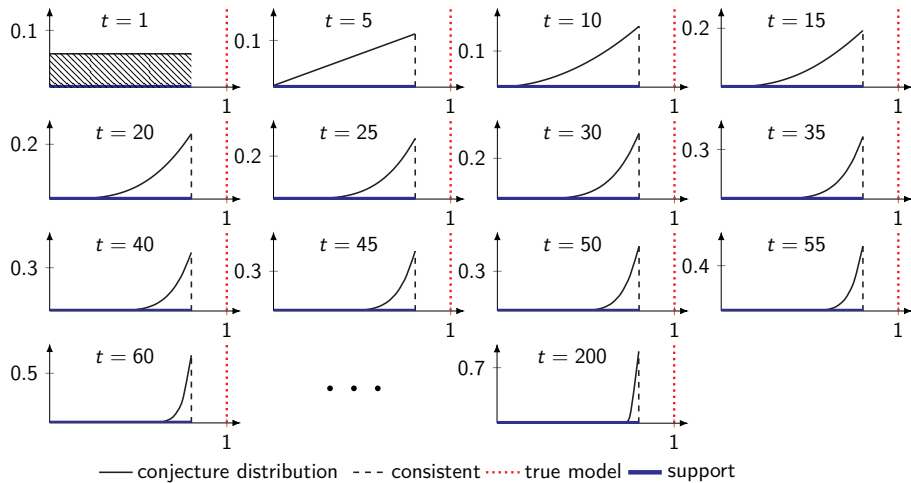 t = 1 t = 5 t = 10 t = 15
0.1 0.1 0.1 0.2
1 1 1 1
t = 20 t = 25 t = 30 t = 35
0.2 0.2 0.2 0.3
1 1 1 1
t = 40 t = 45 t = 50 t = 55
0.3 0.3 0.3 0.4
1 1 1 1
t = 60 • • • t = 200
0.5 0.7
1 1
conjecture distribution consistent true model support